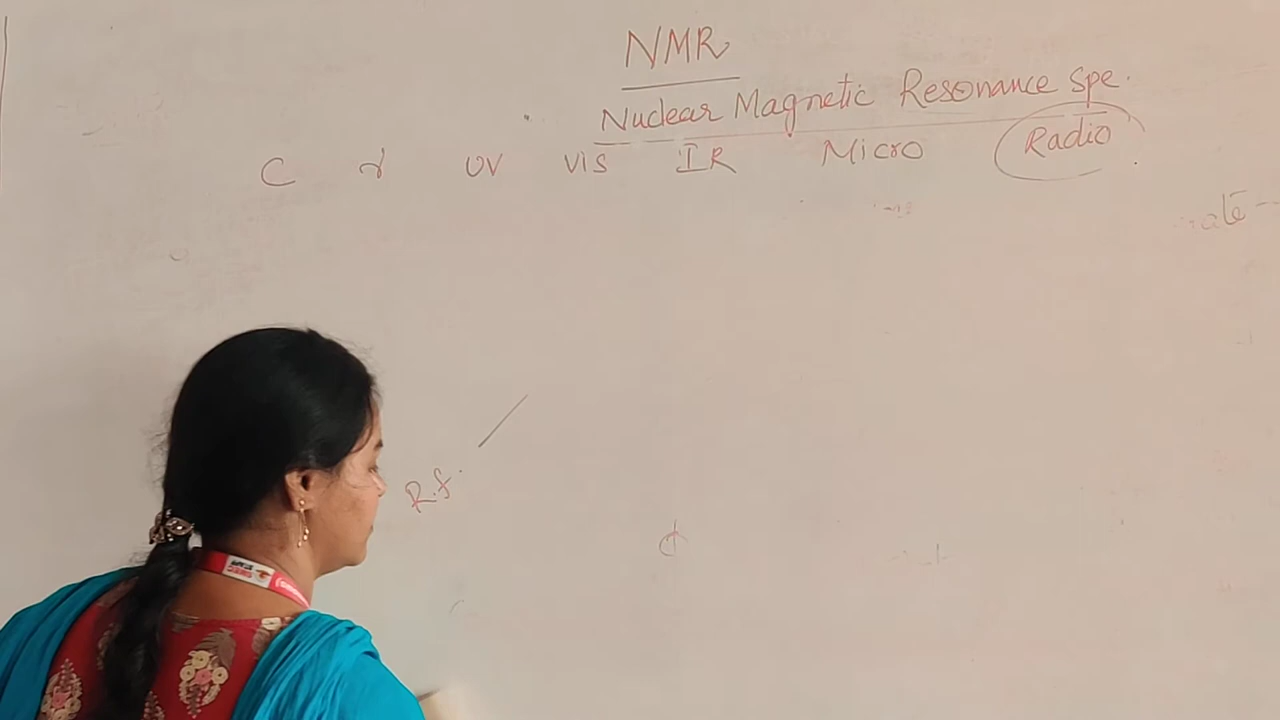 NMR
Nuclear Magnetic Resonance Spe.
C r UV Vis IR Micro Radio
R.f.